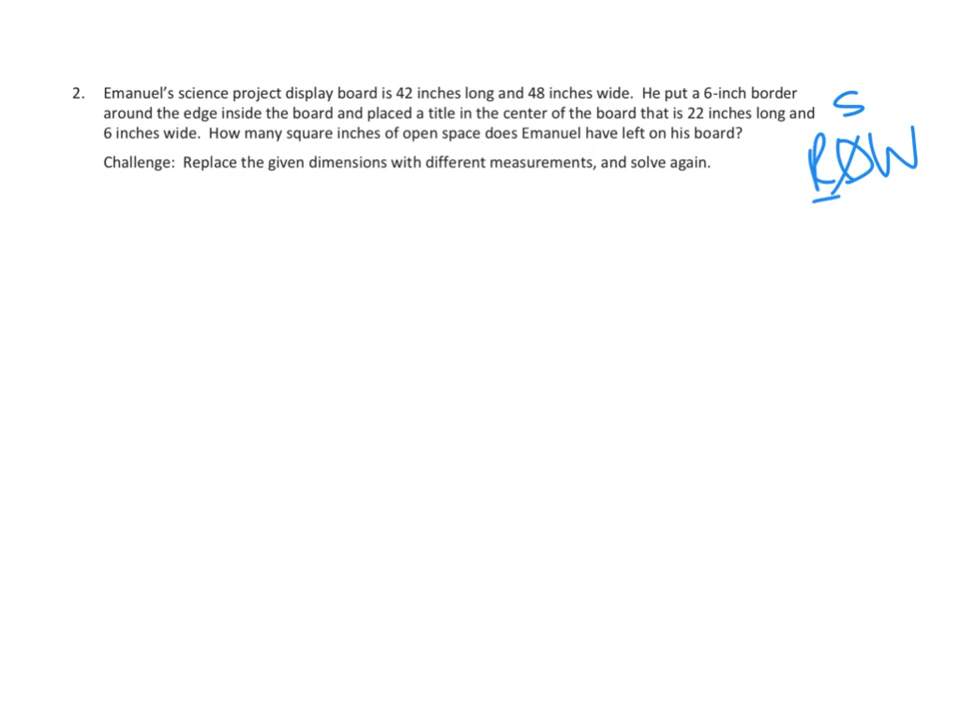 2. Emanuel's science project display board is 42 inches long and 48 inches wide. He put a 6-inch border
around the edge inside the board and placed a title in the center of the board that is 22 inches long and
6 inches wide. How many square inches of open space does Emanuel have left on his board?
Challenge: Replace the given dimensions with different measurements, and solve again.
S
RDW